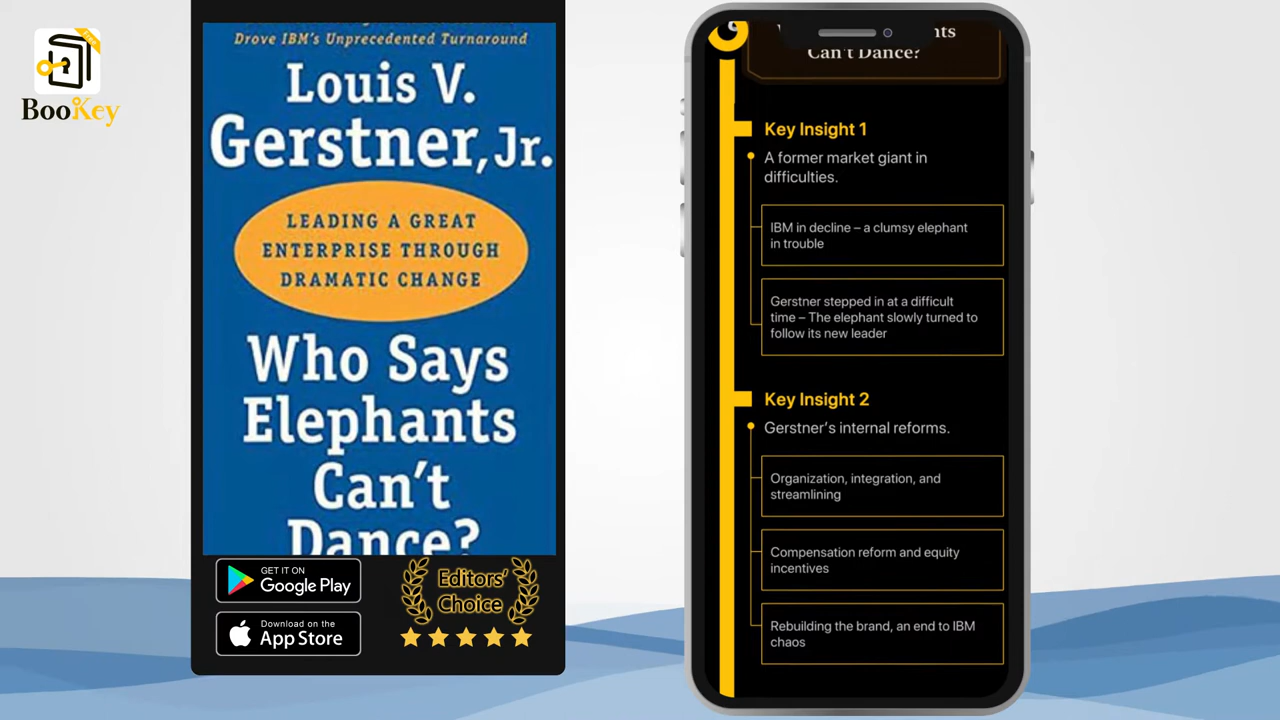 Free
BooKey
Drove IBM's Unprecedented Turnaround
Louis V.
Gerstner, Jr.
LEADING A GREAT
ENTERPRISE THROUGH
DRAMATIC CHANGE
Who Says
Elephants
Can't
Dance?
GET IT ON
Google Play
Download on the
App Store
Editors'
Choice
Can't Dance?
Key Insight 1
A former market giant in
difficulties.
IBM in decline – a clumsy elephant
in trouble
Gerstner stepped in at a difficult
time – The elephant slowly turned to
follow its new leader
Key Insight 2
Gerstner's internal reforms.
Organization, integration, and
streamlining
Compensation reform and equity
incentives
Rebuilding the brand, an end to IBM
chaos